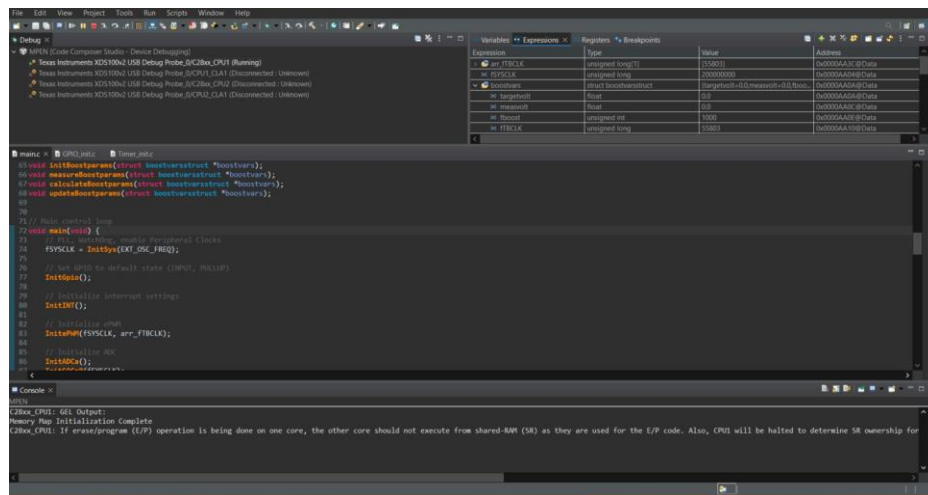 File Edit View Project Tools Run Scripts Window Help
Debug
MPEN [Code Composer Studio - Device Debugging]
Texas Instruments XDS100v2 USB Debug Probe_0/C28xx_CPU1 (Running)
Texas Instruments XDS100v2 USB Debug Probe_0/CPU1_CLA1 (Disconnected : Unknown)
Texas Instruments XDS100v2 USB Debug Probe_0/C28xx_CPU2 (Disconnected : Unknown)
Texas Instruments XDS100v2 USB Debug Probe_0/CPU2_CLA1 (Disconnected : Unknown)
Variables Expressions Registers Breakpoints
Expression Type Value Address
arr_fTBCLK unsigned long[1] [55803] 0x0000AA3C@Data
fSYSCLK unsigned long 200000000 0x0000AA04@Data
boostvars struct boostvarsstruct {targetvolt=0.0,measvolt=0.0,fboo... 0x0000AA0A@Data
targetvolt float 0.0 0x0000AA0A@Data
measvolt float 0.0 0x0000AA0C@Data
fboost unsigned int 1000 0x0000AA0E@Data
fTBCLK unsigned long 55803 0x0000AA10@Data
main.c GPIO_init.c Timer_init.c
65 void initBoostparams(struct boostvarsstruct *boostvars);
66 void measureBoostparams(struct boostvarsstruct *boostvars);
67 void calculateBoostparams(struct boostvarsstruct *boostvars);
68 void updateBoostparams(struct boostvarsstruct *boostvars);
69
70
71 // Main control loop
72 void main(void) {
73 // PLL, WatchDog, enable Peripheral Clocks
74 fSYSCLK = InitSys(EXT_OSC_FREQ);
75
76 // Set GPIO to default state (INPUT, PULLUP)
77 InitGpio();
78
79 // Initialize interrupt settings
80 InitINT();
81
82 // Initialize ePWM
83 InitePWM(fSYSCLK, arr_fTBCLK);
84
85 // Initialize ADC
86 InitADCa();
Console
MPEN
C28xx_CPU1: GEL Output:
Memory Map Initialization Complete
C28xx_CPU1: If erase/program (E/P) operation is being done on one core, the other core should not execute from shared-RAM (SR) as they are used for the E/P code. Also, CPU1 will be halted to determine SR ownership for